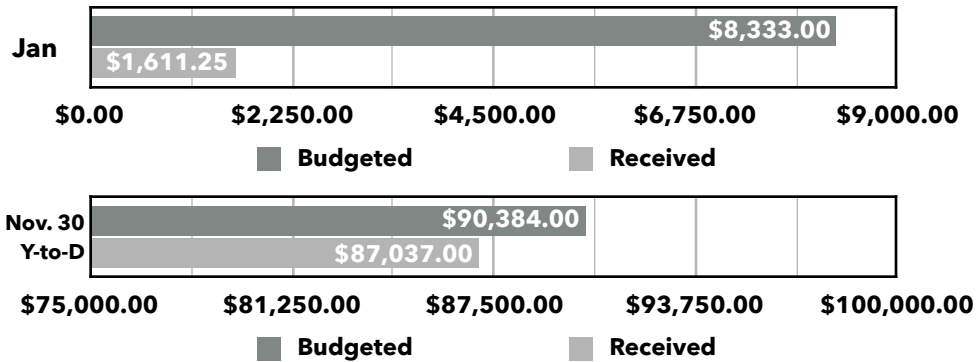 Jan
$8,333.00
$1,611.25
$0.00 $2,250.00 $4,500.00 $6,750.00 $9,000.00
Budgeted Received
Nov. 30
Y-to-D
$90,384.00
$87,037.00
$75,000.00 $81,250.00 $87,500.00 $93,750.00 $100,000.00
Budgeted Received